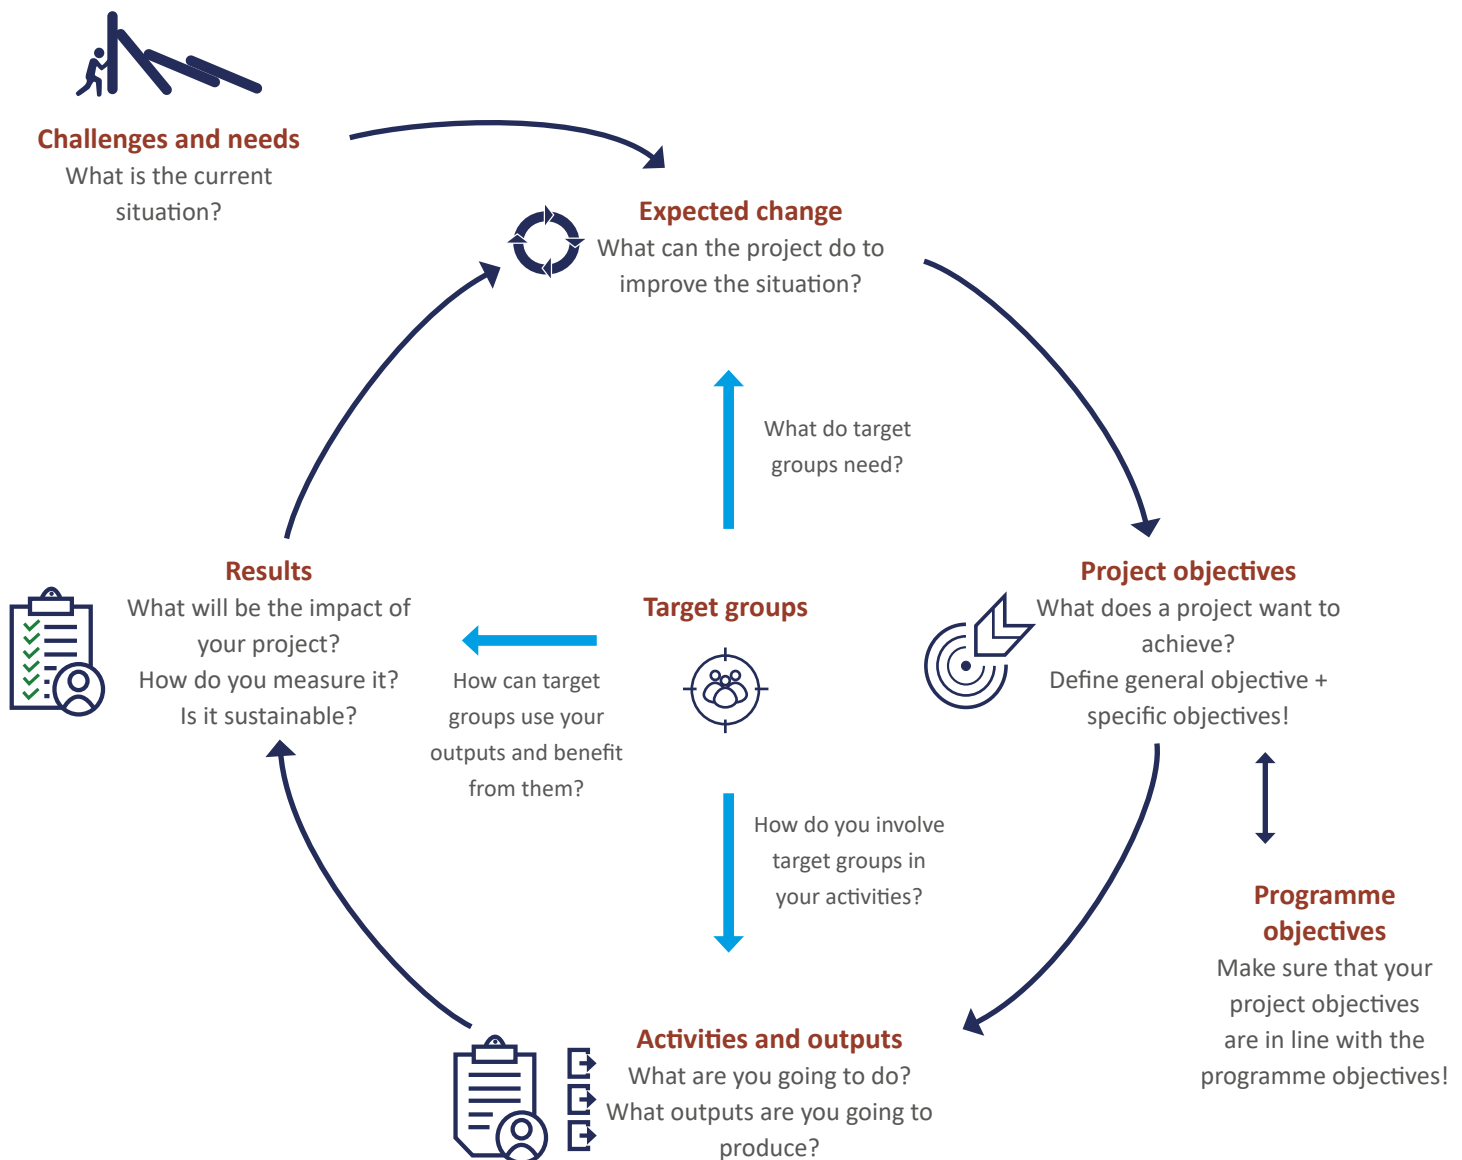 Challenges and needs
What is the current
situation?
Expected change
What can the project do to
improve the situation?
What do target
groups need?
Results
What will be the impact of
your project?
How do you measure it?
Is it sustainable?
Target groups
How can target
groups use your
outputs and benefit
from them?
Project objectives
What does a project want to
achieve?
Define general objective +
specific objectives!
How do you involve
target groups in
your activities?
Programme
objectives
Make sure that your
project objectives
are in line with the
programme objectives!
Activities and outputs
What are you going to do?
What outputs are you going to
produce?